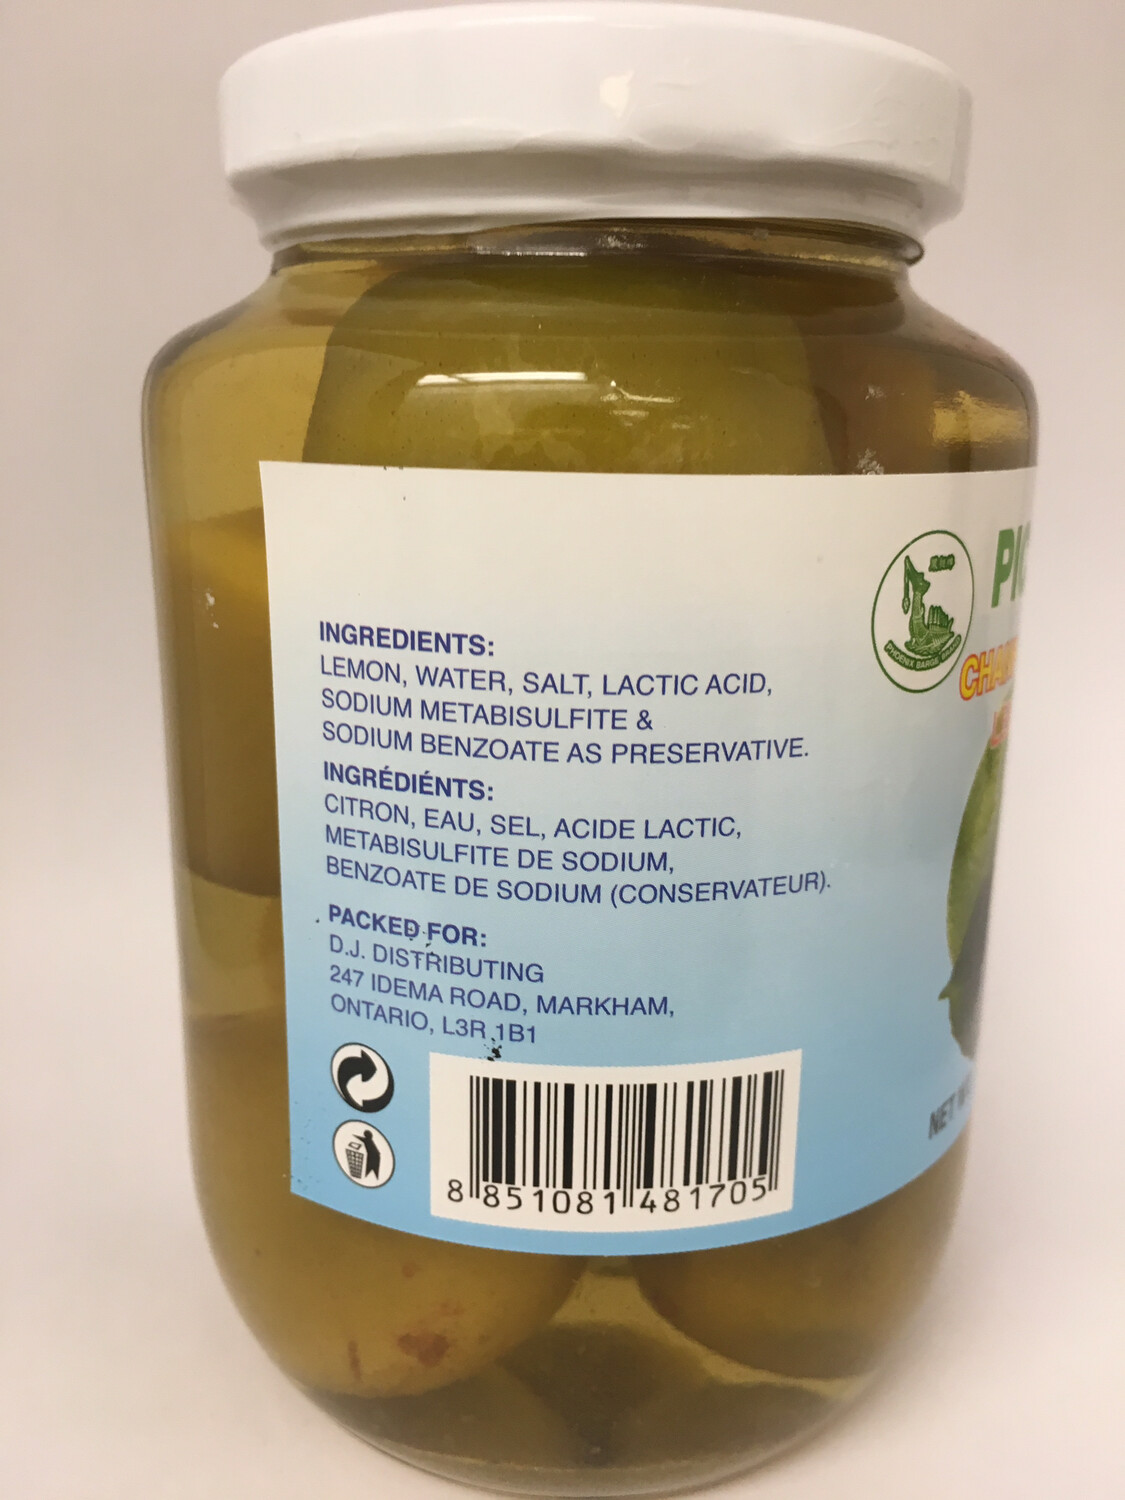 INGREDIENTS:
LEMON, WATER, SALT, LACTIC ACID,
SODIUM METABISULFITE &
SODIUM BENZOATE AS PRESERVATIVE.
INGRÉDIÉNTS:
CITRON, EAU, SEL, ACIDE LACTIC,
METABISULFITE DE SODIUM,
BENZOATE DE SODIUM (CONSERVATEUR).
PACKED FOR:
D.J. DISTRIBUTING
247 IDEMA ROAD, MARKHAM,
ONTARIO, L3R 1B1
8 851081 481705
PHOENIX BARGE BRAND
NET